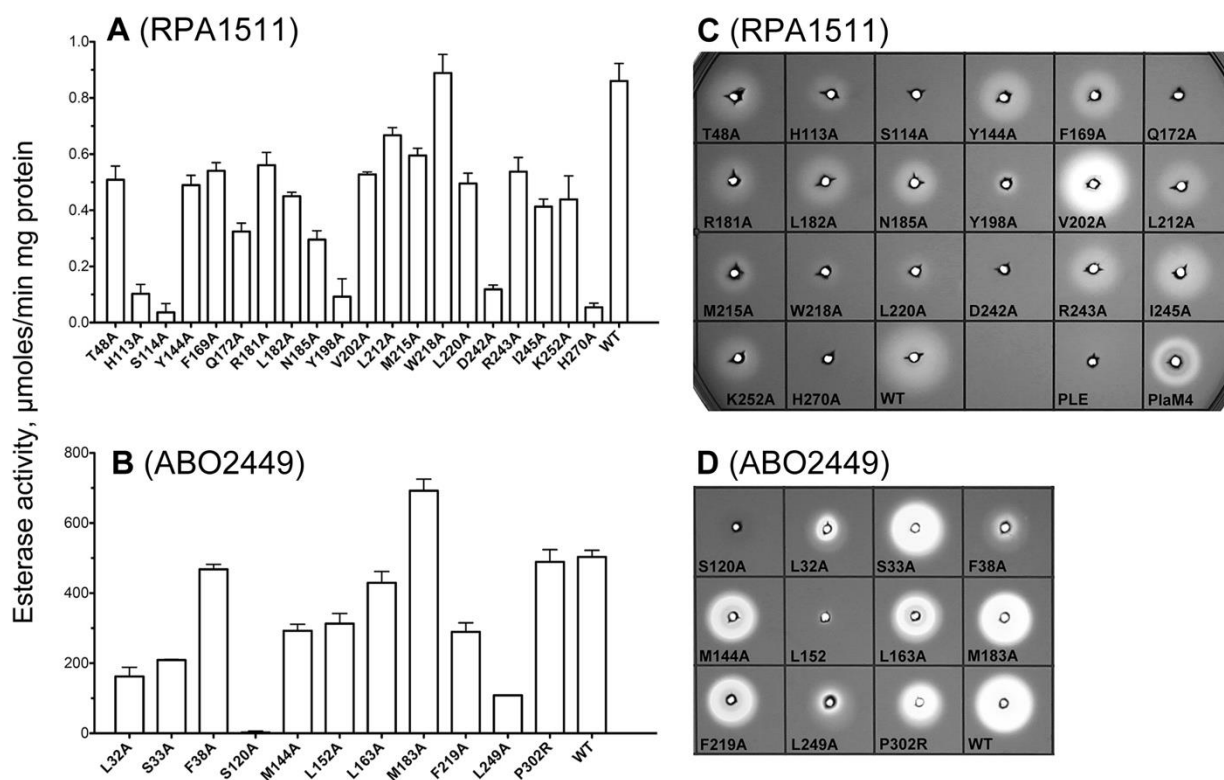 A (RPA1511)
Esterase activity, µmoles/min mg protein
1.0
0.8
0.6
0.4
0.2
0.0
T48A
H113A
S114A
Y144A
F169A
Q172A
R181A
L182A
N185A
Y198A
V202A
L212A
M215A
W218A
L220A
D242A
R243A
I245A
K252A
H270A
WT
C (RPA1511)
T48A H113A S114A Y144A F169A Q172A
R181A L182A N185A Y198A V202A L212A
M215A W218A L220A D242A R243A I245A
K252A H270A WT PLE PlaM4
B (ABO2449)
800
600
400
200
0
L32A
S33A
F38A
S120A
M144A
L152A
L163A
M183A
F219A
L249A
P302R
WT
D (ABO2449)
S120A L32A S33A F38A
M144A L152 L163A M183A
F219A L249A P302R WT